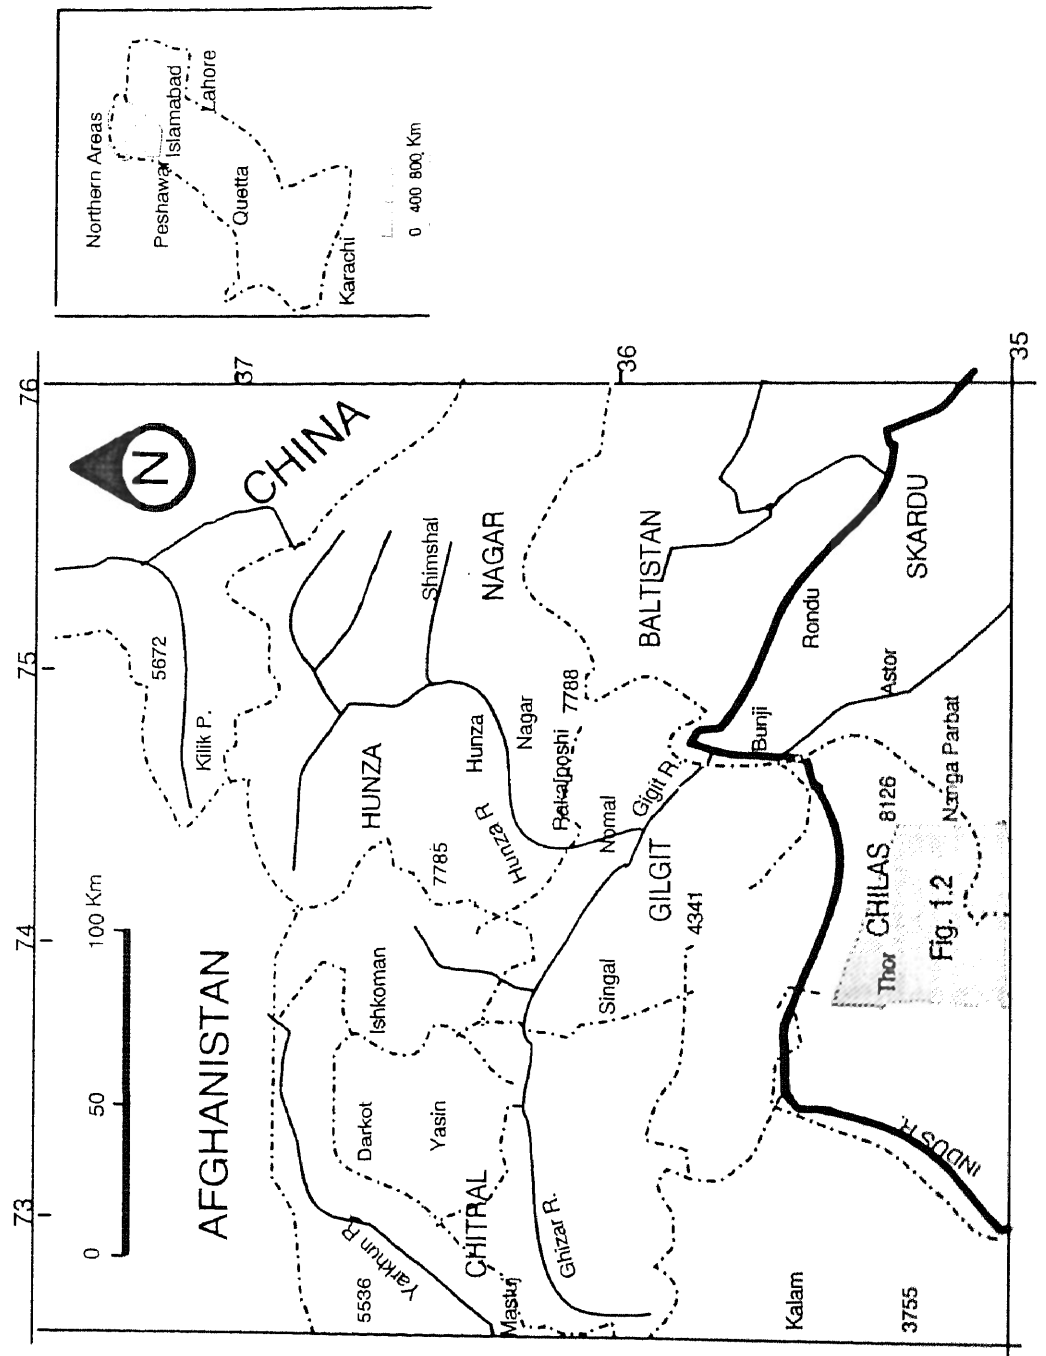 Northern Areas
Peshawar
Islamabad
Lahore
Quetta
Karachi
0 400 800 Km
76
75
74
73
37
36
35
N
CHINA
AFGHANISTAN
0 50 100 Km
5672
Kilik P.
Shimshal
NAGAR
HUNZA
Hunza
Nagar
7788
Rakaposhi
BALTISTAN
7785
Hunza R
Nomal
Gigit R.
GILGIT
4341
Ishkoman
Singal
Darkot
Yasin
CHITRAL
Yarkhun R
5536
Mastuj
Ghizar R.
Rondu
SKARDU
Astor
Bunji
Nanga Parbat
8126
CHILAS
Thor
Fig. 1.2
INDUS R.
Kalam
3755